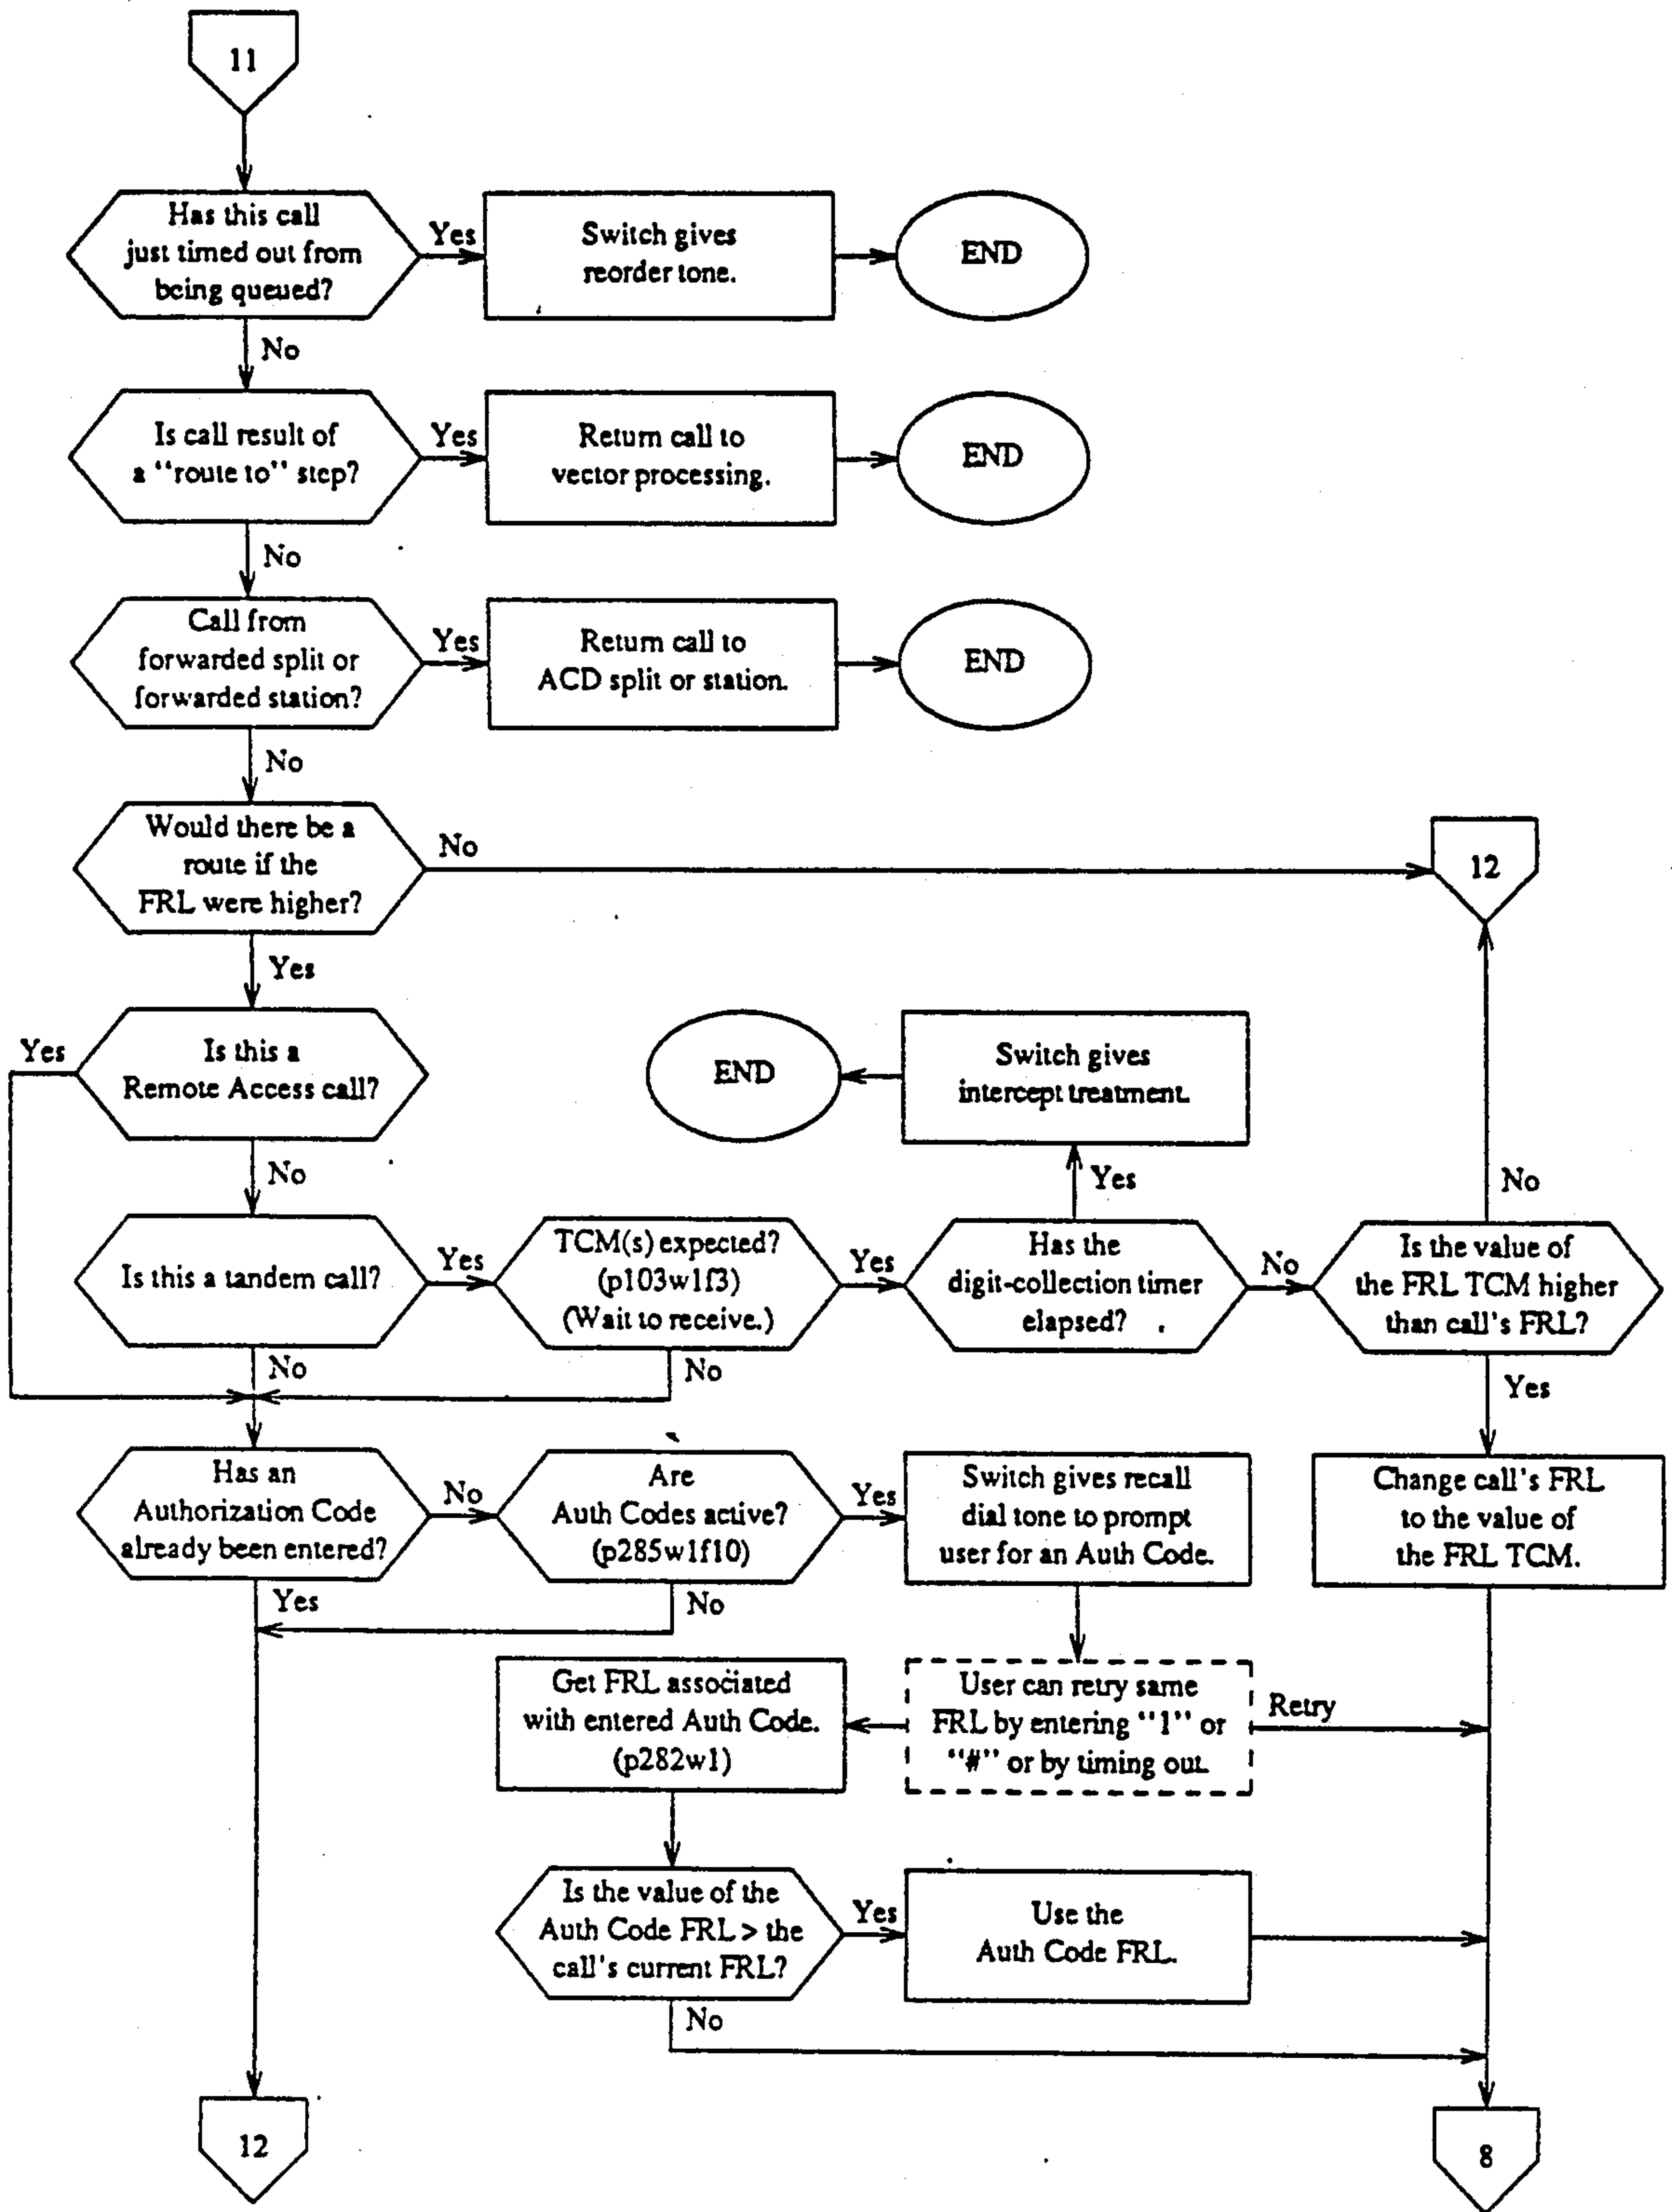 11
Has this call
just timed out from
being queued?
Yes
Switch gives
reorder tone.
END
No
Is call result of
a "route to" step?
Yes
Return call to
vector processing.
END
No
Call from
forwarded split or
forwarded station?
Yes
Return call to
ACD split or station.
END
No
Would there be a
route if the
FRL were higher?
No
12
Yes
Is this a
Remote Access call?
Yes
END
Switch gives
intercept treatment.
No
Yes
No
Is this a tandem call?
Yes
TCM(s) expected?
(p103w1f3)
(Wait to receive.)
Yes
Has the
digit-collection timer
elapsed?
No
Is the value of
the FRL TCM higher
than call's FRL?
No
No
Yes
Has an
Authorization Code
already been entered?
No
Are
Auth Codes active?
(p285w1f10)
Yes
Switch gives recall
dial tone to prompt
user for an Auth Code.
Change call's FRL
to the value of
the FRL TCM.
Yes
No
Get FRL associated
with entered Auth Code.
(p282w1)
User can retry same
FRL by entering "1" or
"#" or by timing out.
Retry
Is the value of the
Auth Code FRL > the
call's current FRL?
Yes
Use the
Auth Code FRL.
No
12
8